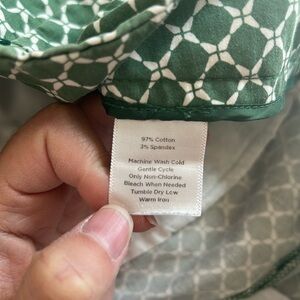 97% Cotton
3% Spandex
Machine Wash Cold
Gentle Cycle
Only Non-Chlorine
Bleach When Needed
Tumble Dry Low
Warm Iron